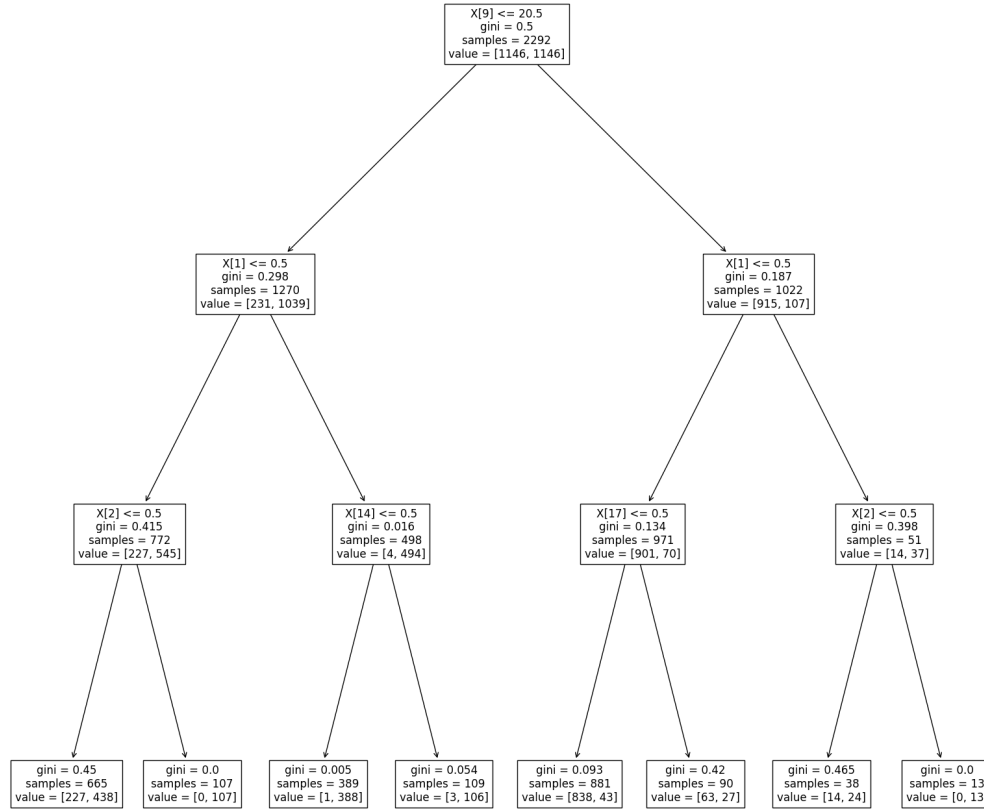 X[9] <= 20.5
gini = 0.5
samples = 2292
value = [1146, 1146]
X[1] <= 0.5
gini = 0.298
samples = 1270
value = [231, 1039]
X[1] <= 0.5
gini = 0.187
samples = 1022
value = [915, 107]
X[2] <= 0.5
gini = 0.415
samples = 772
value = [227, 545]
X[14] <= 0.5
gini = 0.016
samples = 498
value = [4, 494]
X[17] <= 0.5
gini = 0.134
samples = 971
value = [901, 70]
X[2] <= 0.5
gini = 0.398
samples = 51
value = [14, 37]
gini = 0.45
samples = 665
value = [227, 438]
gini = 0.0
samples = 107
value = [0, 107]
gini = 0.005
samples = 389
value = [1, 388]
gini = 0.054
samples = 109
value = [3, 106]
gini = 0.093
samples = 881
value = [838, 43]
gini = 0.42
samples = 90
value = [63, 27]
gini = 0.465
samples = 38
value = [14, 24]
gini = 0.0
samples = 13
value = [0, 13